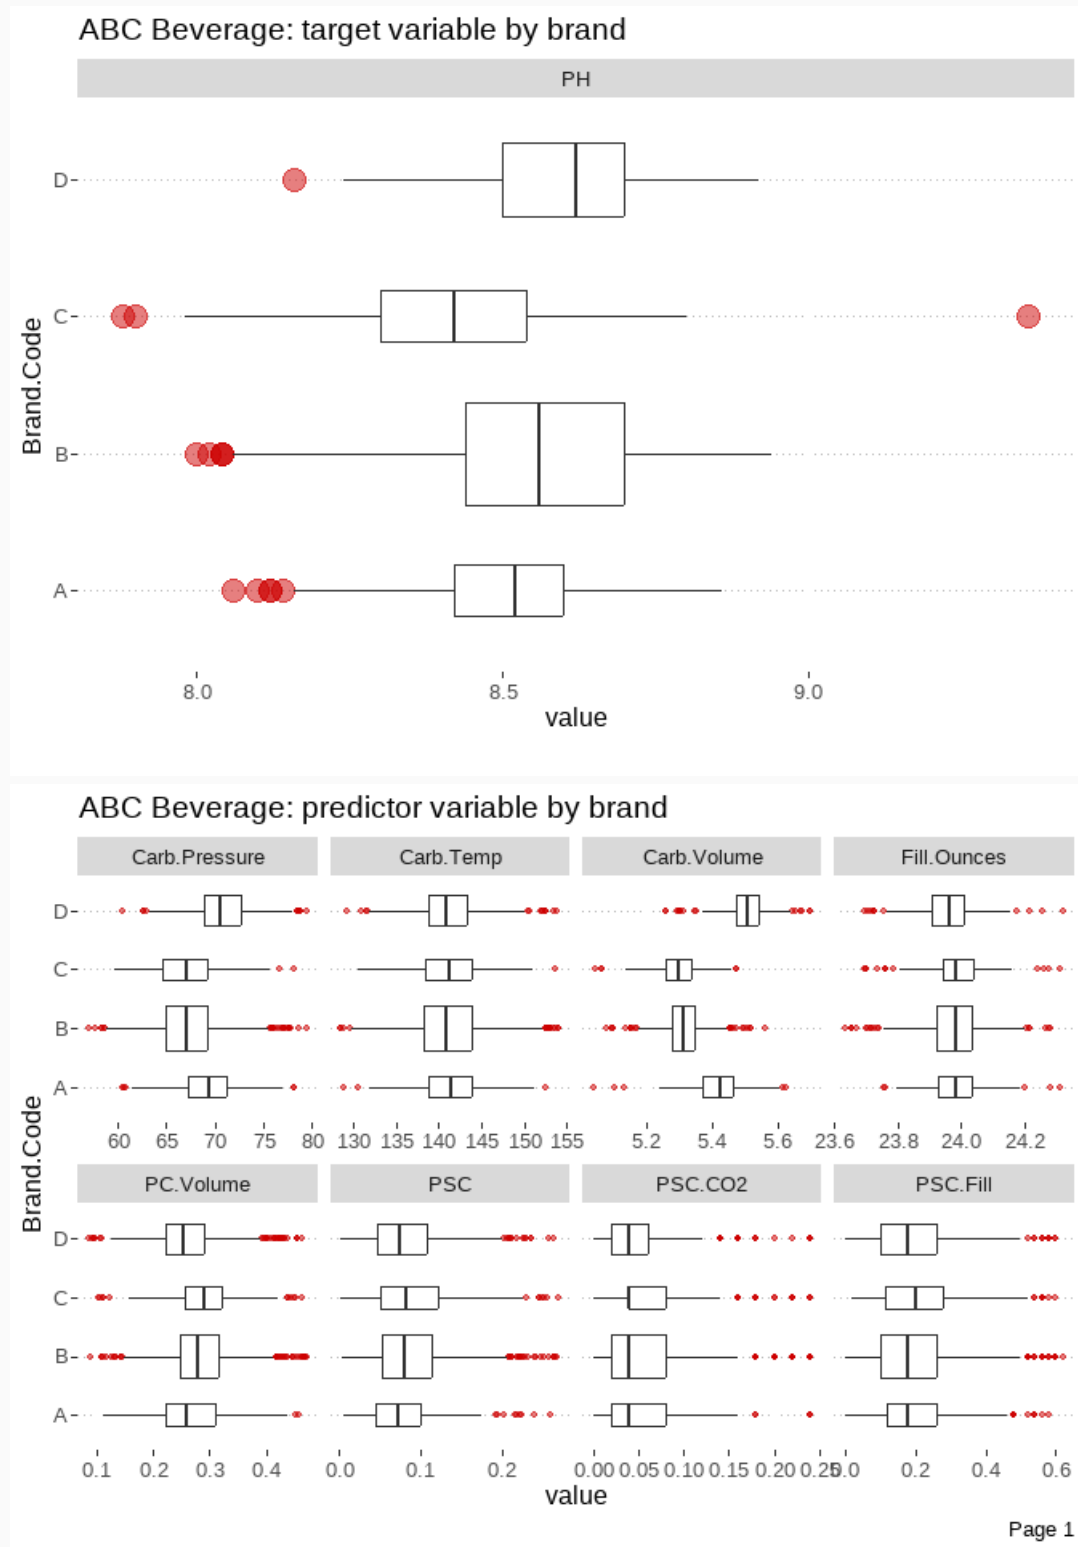 ABC Beverage: target variable by brand
PH
D
C
B
A
Brand.Code
8.0 8.5 9.0
value
ABC Beverage: predictor variable by brand
Carb.Pressure Carb.Temp Carb.Volume Fill.Ounces
D
C
B
A
60 65 70 75 80 130 135 140 145 150 155 5.2 5.4 5.6 23.6 23.8 24.0 24.2
Brand.Code
PC.Volume PSC PSC.CO2 PSC.Fill
D
C
B
A
0.1 0.2 0.3 0.4 0.0 0.1 0.2 0.00 0.05 0.10 0.15 0.20 0.25 0.0 0.2 0.4 0.6
value
Page 1